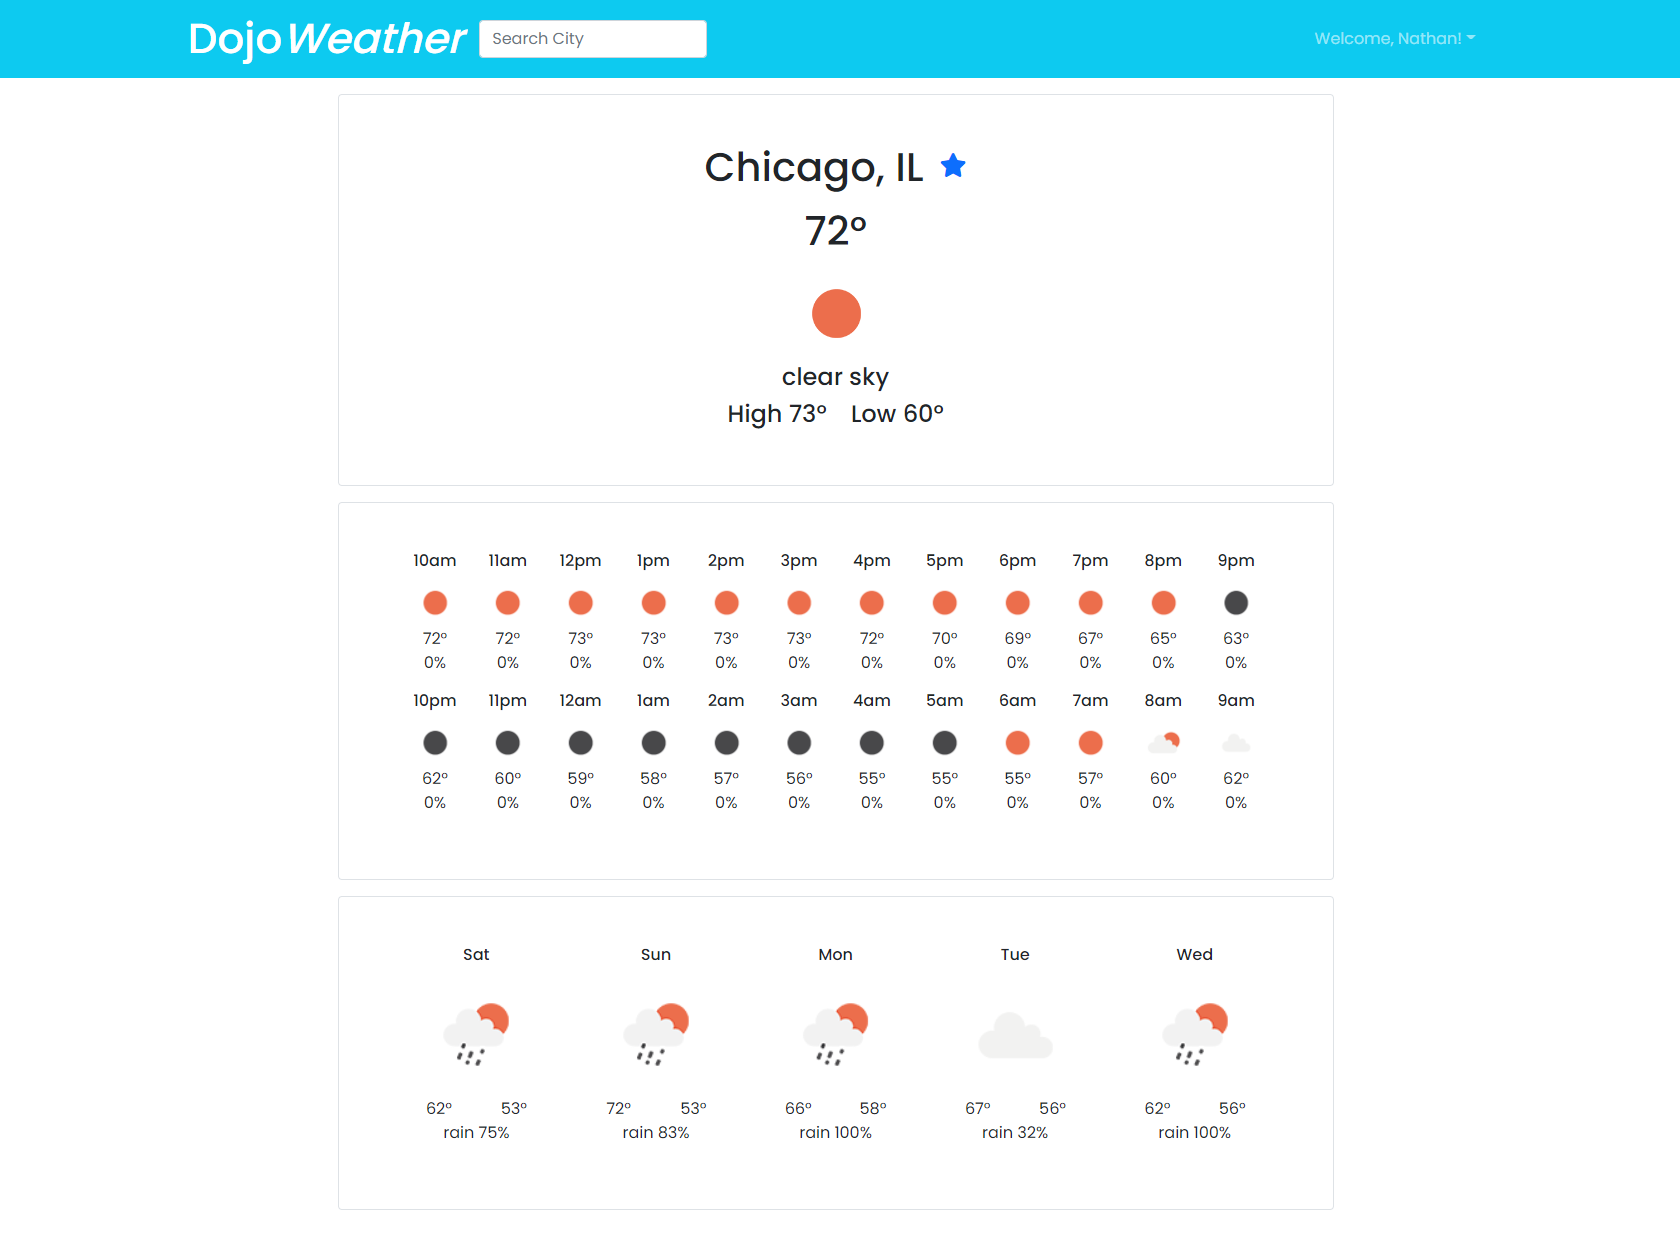 DojoWeather Search City Welcome, Nathan!
Chicago, IL
72°
clear sky
High 73° Low 60°
10am 11am 12pm 1pm 2pm 3pm 4pm 5pm 6pm 7pm 8pm 9pm
72° 72° 73° 73° 73° 73° 72° 70° 69° 67° 65° 63°
0% 0% 0% 0% 0% 0% 0% 0% 0% 0% 0% 0%
10pm 11pm 12am 1am 2am 3am 4am 5am 6am 7am 8am 9am
62° 60° 59° 58° 57° 56° 55° 55° 55° 57° 60° 62°
0% 0% 0% 0% 0% 0% 0% 0% 0% 0% 0% 0%
Sat Sun Mon Tue Wed
62° 53° 72° 53° 66° 58° 67° 56° 62° 56°
rain 75% rain 83% rain 100% rain 32% rain 100%